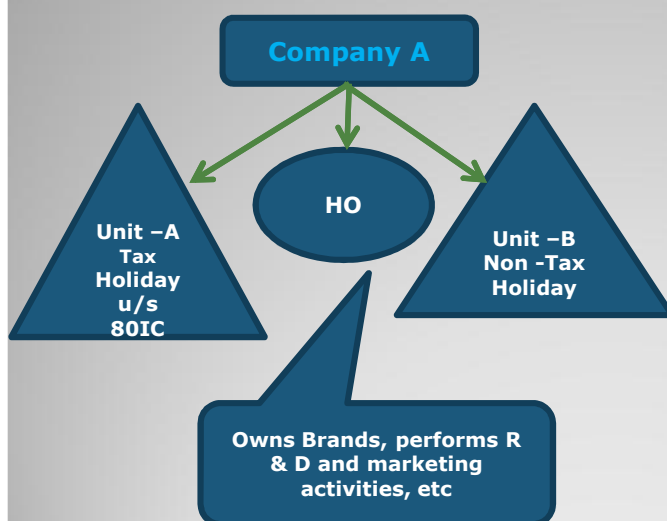 Company A
Unit –A
Tax
Holiday
u/s
80IC
HO
Unit –B
Non -Tax
Holiday
Owns Brands, performs R
& D and marketing
activities, etc